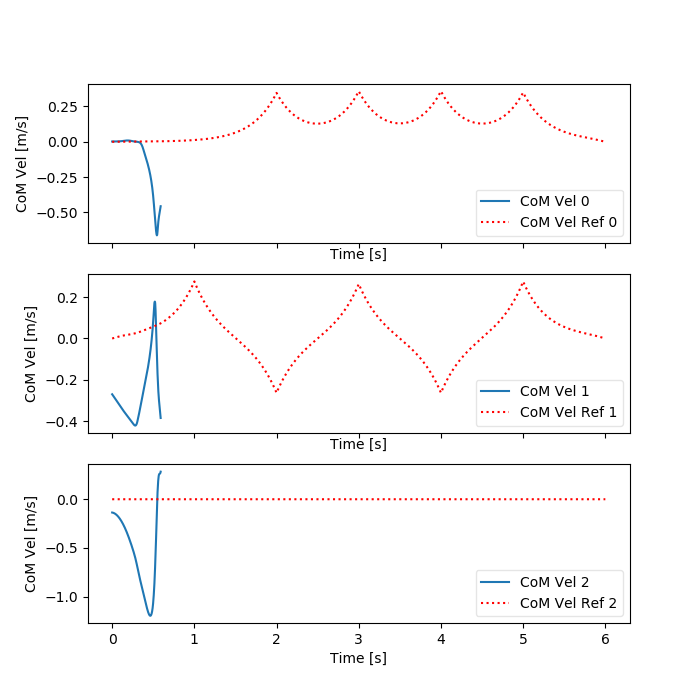 CoM Vel [m/s]
0.25
0.00
−0.25
−0.50
CoM Vel 0
CoM Vel Ref 0
Time [s]
CoM Vel [m/s]
0.2
0.0
−0.2
−0.4
CoM Vel 1
CoM Vel Ref 1
Time [s]
CoM Vel [m/s]
0.0
−0.5
−1.0
CoM Vel 2
CoM Vel Ref 2
0 1 2 3 4 5 6
Time [s]